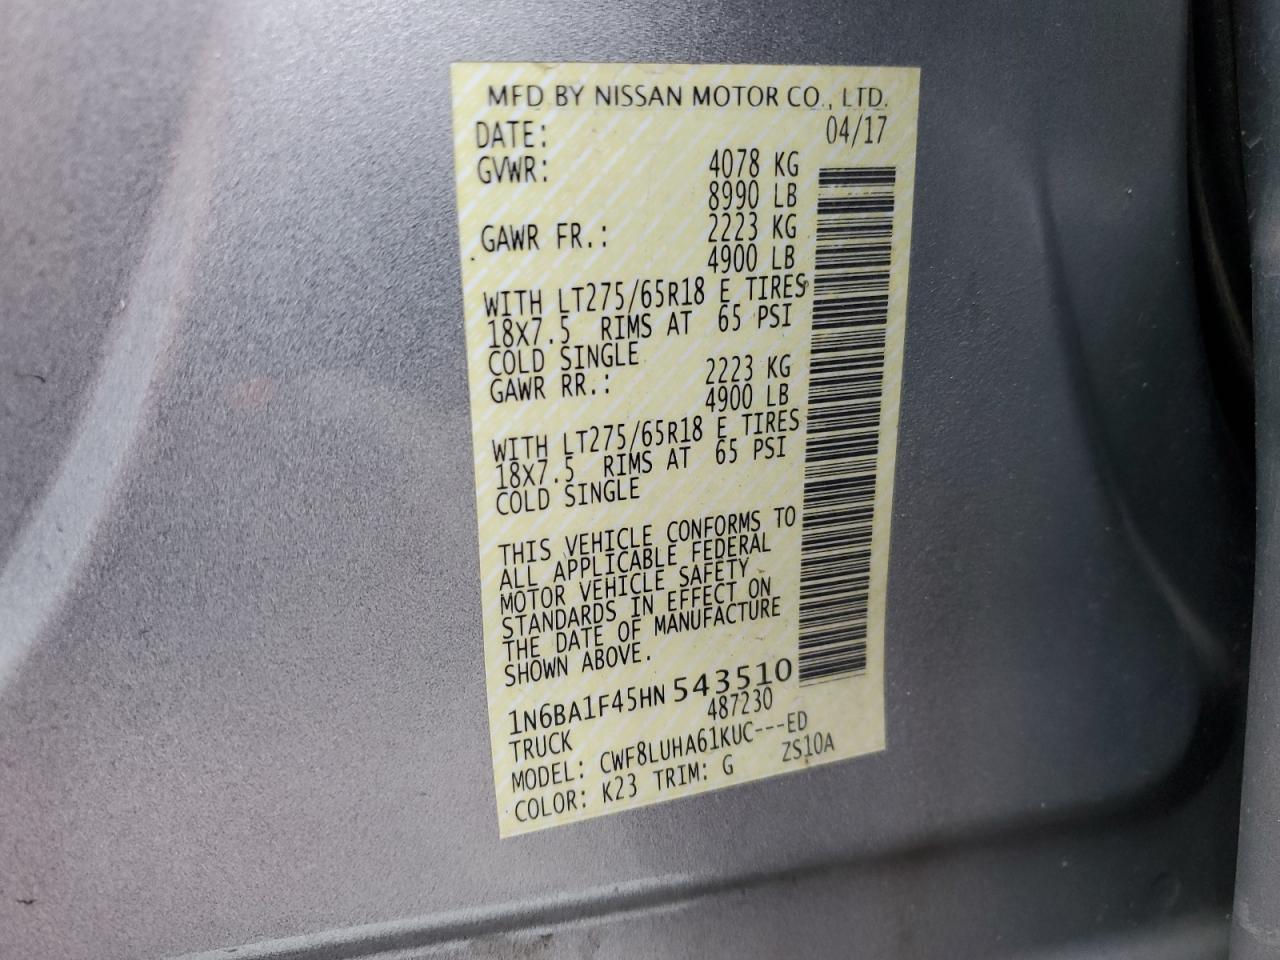 MFD BY NISSAN MOTOR CO., LTD.
DATE: 04/17
GVWR: 4078 KG
8990 LB
GAWR FR.: 2223 KG
4900 LB
WITH LT275/65R18 E TIRES
18X7.5 RIMS AT 65 PSI
COLD SINGLE
GAWR RR.: 2223 KG
4900 LB
WITH LT275/65R18 E TIRES
18X7.5 RIMS AT 65 PSI
COLD SINGLE
THIS VEHICLE CONFORMS TO
ALL APPLICABLE FEDERAL
MOTOR VEHICLE SAFETY
STANDARDS IN EFFECT ON
THE DATE OF MANUFACTURE
SHOWN ABOVE.
1N6BA1F45HN 543510
TRUCK 487230
MODEL: CWF8LUHA61KUC---ED
COLOR: K23 TRIM: G ZS10A